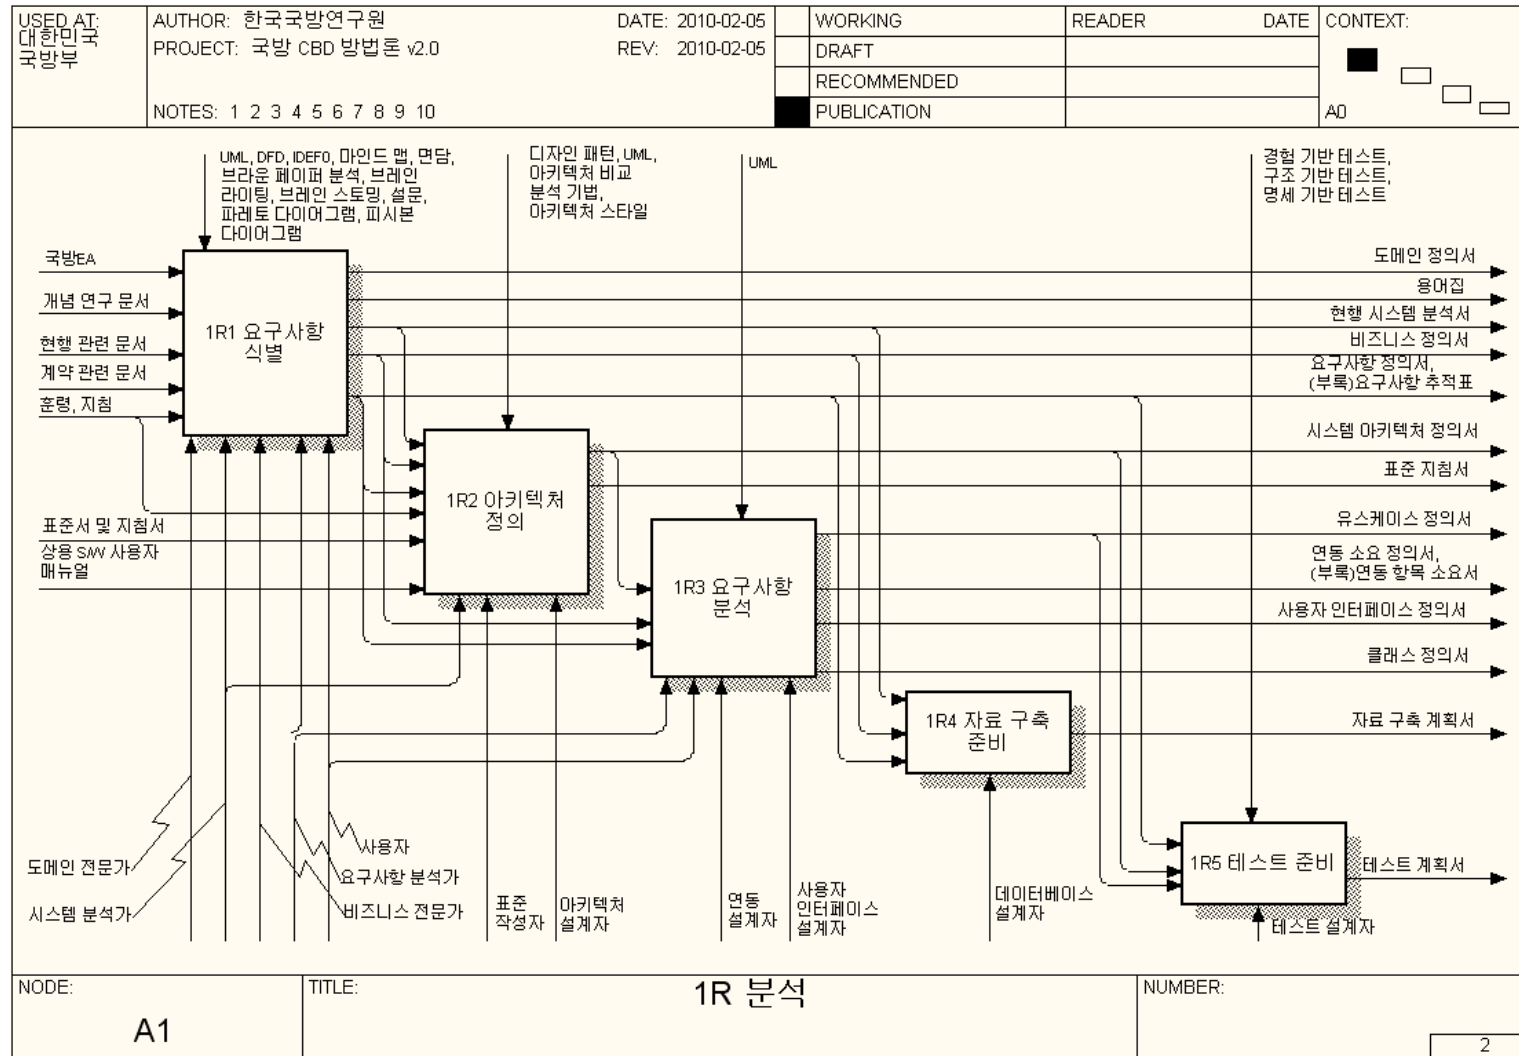 USED AT:
대한민국
국방부
AUTHOR: 한국국방연구원
DATE: 2010-02-05
PROJECT: 국방 CBD 방법론 v2.0
REV: 2010-02-05
NOTES: 1 2 3 4 5 6 7 8 9 10
WORKING
DRAFT
RECOMMENDED
PUBLICATION
READER DATE
CONTEXT:
A0
UML, DFD, IDEF0, 마인드 맵, 면담,
브라운 페이퍼 분석, 브레인
라이팅, 브레인 스토밍, 설문,
파레토 다이어그램, 피시본
다이어그램
디자인 패턴, UML,
아키텍처 비교
분석 기법,
아키텍처 스타일
UML
경험 기반 테스트,
구조 기반 테스트,
명세 기반 테스트
국방EA
개념 연구 문서
현행 관련 문서
계약 관련 문서
훈령, 지침
표준서 및 지침서
상용 S/W 사용자
매뉴얼
1R1 요구사항
식별
1R2 아키텍처
정의
1R3 요구사항
분석
1R4 자료 구축
준비
1R5 테스트 준비
도메인 정의서
용어집
현행 시스템 분석서
비즈니스 정의서
요구사항 정의서,
(부록)요구사항 추적표
시스템 아키텍처 정의서
표준 지침서
유스케이스 정의서
연동 소요 정의서,
(부록)연동 항목 소요서
사용자 인터페이스 정의서
클래스 정의서
자료 구축 계획서
테스트 계획서
도메인 전문가
시스템 분석가
사용자
요구사항 분석가
비즈니스 전문가
표준
작성자
아키텍처
설계자
연동
설계자
사용자
인터페이스
설계자
데이터베이스
설계자
테스트 설계자
NODE:
A1
TITLE:
1R 분석
NUMBER:
2